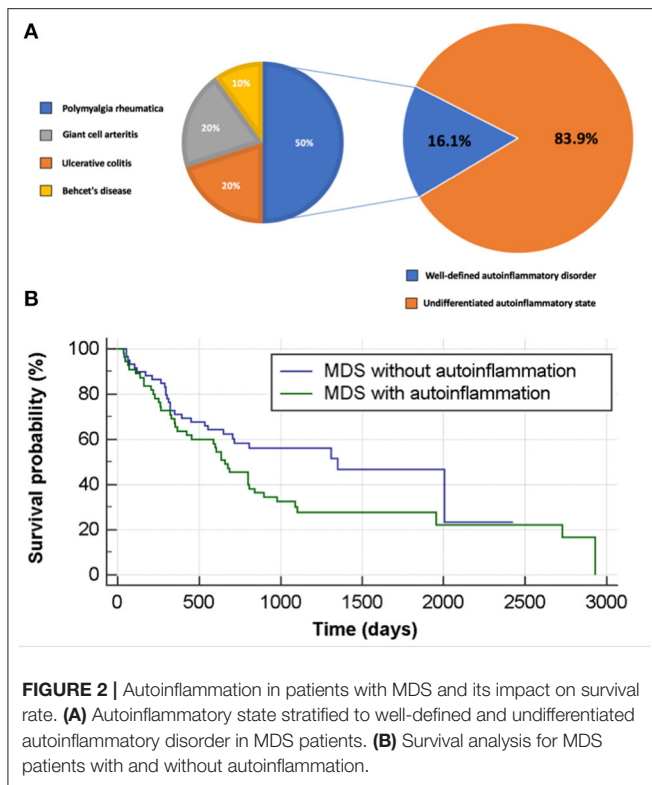 A
Polymyalgia rheumatica
Giant cell arteritis
Ulcerative colitis
Behcet's disease
10%
20%
20%
50%
16.1%
83.9%
Well-defined autoinflammatory disorder
Undifferentiated autoinflammatory state
B
MDS without autoinflammation
MDS with autoinflammation
Survival probability (%)
100
80
60
40
20
0
0 500 1000 1500 2000 2500 3000
Time (days)
FIGURE 2 | Autoinflammation in patients with MDS and its impact on survival
rate. (A) Autoinflammatory state stratified to well-defined and undifferentiated
autoinflammatory disorder in MDS patients. (B) Survival analysis for MDS
patients with and without autoinflammation.